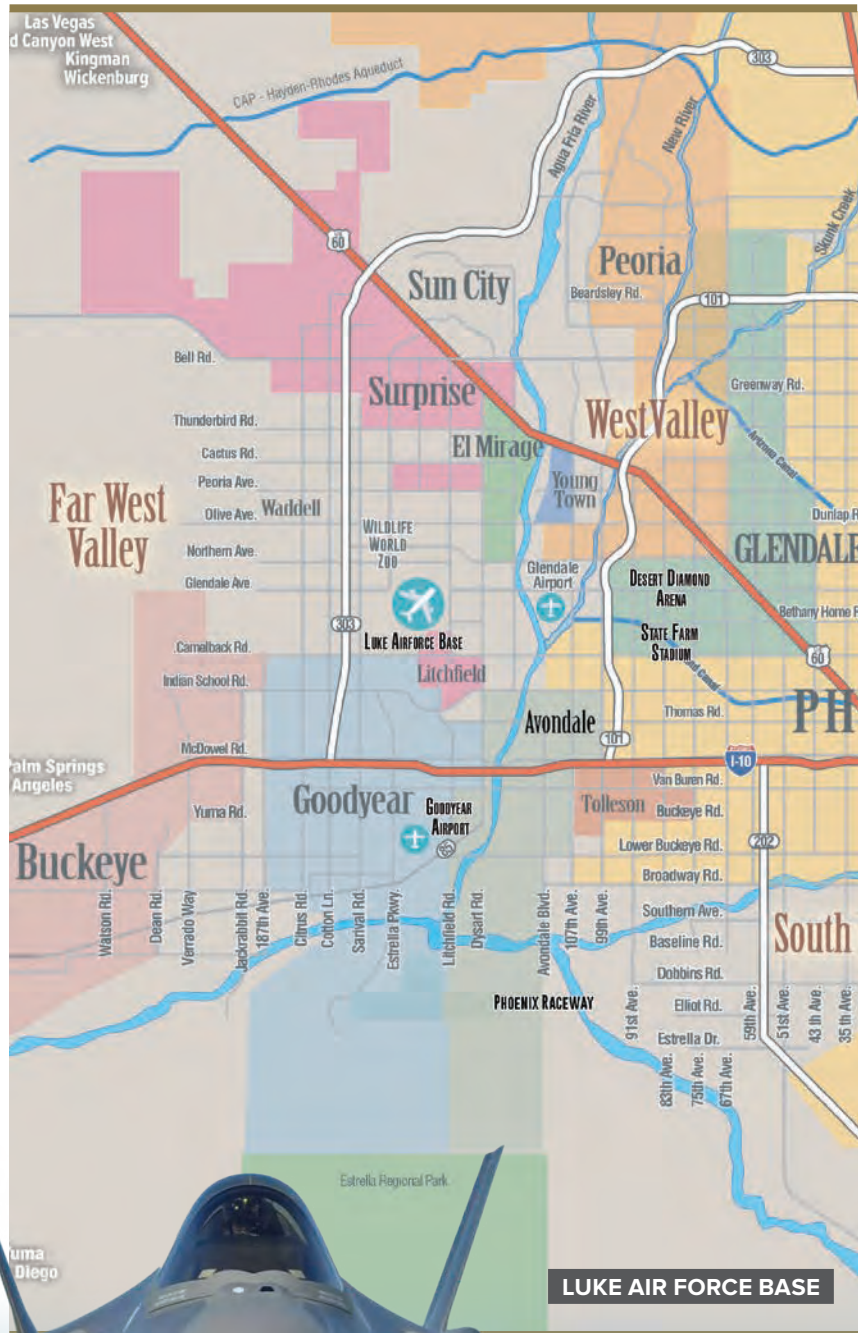 Las Vegas
d Canyon West
Kingman
Wickenburg
CAP - Hayden-Rhodes Aqueduct
303
Agua Fria River
New River
Skunk Creek
US
60
Sun City
Peoria
Beardsley Rd.
101
Bell Rd.
Surprise
Greenway Rd.
Thunderbird Rd.
West Valley
Cactus Rd.
El Mirage
Arizona Canal
Peoria Ave.
Far West
Valley
Waddell
Young
Town
Olive Ave.
Dunlap R
WILDLIFE
WORLD
ZOO
Northern Ave.
GLENDALE
Glendale Ave.
Glendale
Airport
DESERT DIAMOND
ARENA
Bethany Home R
303
LUKE AIRFORCE BASE
STATE FARM
STADIUM
Camelback Rd.
US
60
Litchfield
nd Canal
Indian School Rd.
Avondale
Thomas Rd.
PH
McDowel Rd.
101
I-10
Palm Springs
Angeles
Van Buren Rd.
Goodyear
GOODYEAR
AIRPORT
Tolleson
Buckeye Rd.
Yuma Rd.
85
202
Lower Buckeye Rd.
Buckeye
Broadway Rd.
Watson Rd.
Dean Rd.
Verrado Way
Jackrabbit Rd.
187th Ave.
Citrus Rd.
Cotton Ln.
Sarival Rd.
Estrella Pkwy.
Litchfield Rd.
Dysart Rd.
Avondale Blvd.
107th Ave.
99th Ave.
Southern Ave.
Baseline Rd.
South
Dobbins Rd.
PHOENIX RACEWAY
Elliot Rd.
91st Ave.
59th Ave.
51st Ave.
43 th Ave.
35 th Ave.
Estrella Dr.
83th Ave.
75th Ave.
67th Ave.
Estrella Regional Park
uma
Diego
LUKE AIR FORCE BASE